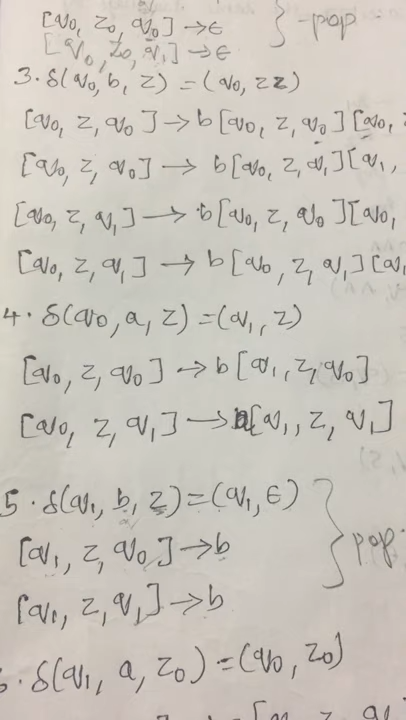 [q₀, z₀, q₀] → ε } - pop
[q₀, z₀, q₁] → ε
3. δ(q₀, b, z) = (q₀, zz)
[q₀, z, q₀] → b[q₀, z, q₀][q₀, z
[q₀, z, q₀] → b[q₀, z, q₁][q₁,
[q₀, z, q₁] → b[q₀, z, q₀][q₀,
[q₀, z, q₁] → b[q₀, z, q₁][q₁,
4. δ(q₀, a, z) = (q₁, z)
[q₀, z, q₀] → b[q₁, z, q₀]
[q₀, z, q₁] → [q₁, z, q₁]
5. δ(q₁, b, z) = (q₁, ε)
[q₁, z, q₀] → b } pop
[q₁, z, q₁] → b
δ(q₁, a, z₀) = (q₀, z₀)